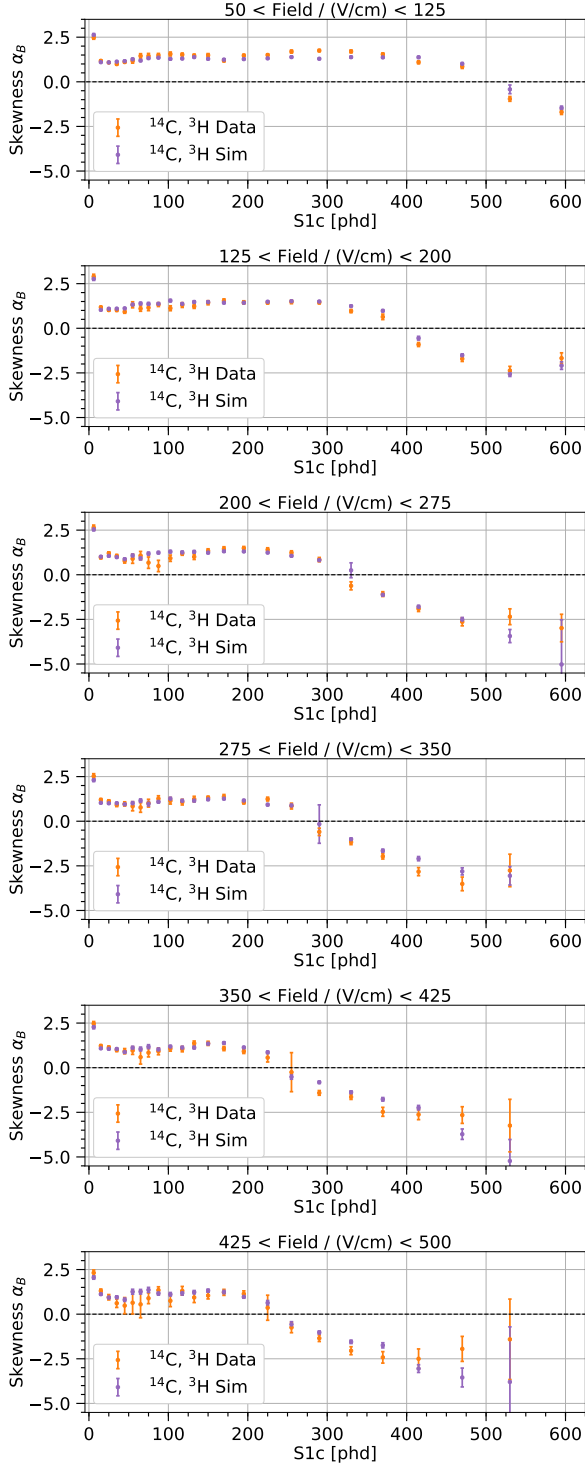 50 < Field / (V/cm) < 125
Skewness α_B
2.5
0.0
−2.5
−5.0
¹⁴C, ³H Data
¹⁴C, ³H Sim
0 100 200 300 400 500 600
S1c [phd]
125 < Field / (V/cm) < 200
Skewness α_B
2.5
0.0
−2.5
−5.0
¹⁴C, ³H Data
¹⁴C, ³H Sim
0 100 200 300 400 500 600
S1c [phd]
200 < Field / (V/cm) < 275
Skewness α_B
2.5
0.0
−2.5
−5.0
¹⁴C, ³H Data
¹⁴C, ³H Sim
0 100 200 300 400 500 600
S1c [phd]
275 < Field / (V/cm) < 350
Skewness α_B
2.5
0.0
−2.5
−5.0
¹⁴C, ³H Data
¹⁴C, ³H Sim
0 100 200 300 400 500 600
S1c [phd]
350 < Field / (V/cm) < 425
Skewness α_B
2.5
0.0
−2.5
−5.0
¹⁴C, ³H Data
¹⁴C, ³H Sim
0 100 200 300 400 500 600
S1c [phd]
425 < Field / (V/cm) < 500
Skewness α_B
2.5
0.0
−2.5
−5.0
¹⁴C, ³H Data
¹⁴C, ³H Sim
0 100 200 300 400 500 600
S1c [phd]